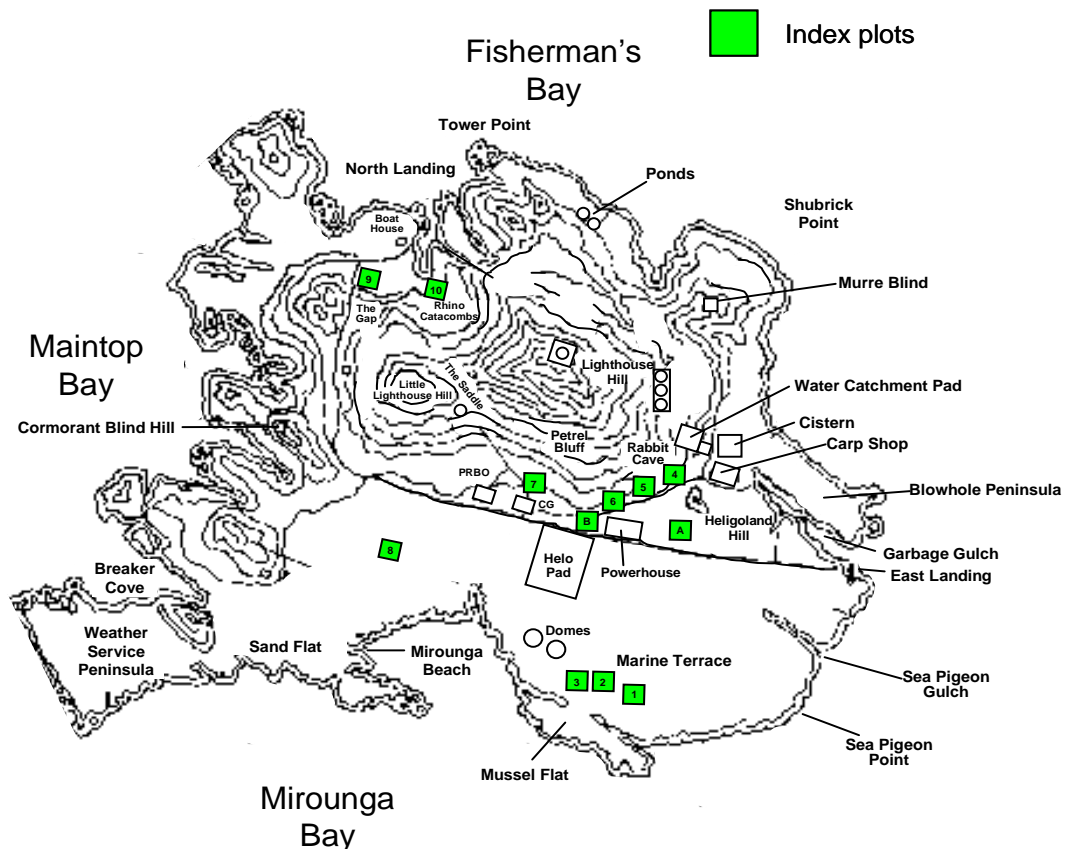 Index plots
Fisherman's
Bay
Tower Point
North Landing
Ponds
Shubrick
Point
Boat
House
Murre Blind
9
10
The
Gap
Rhino
Catacombs
Maintop
Bay
Lighthouse
Hill
The Saddle
Little
Lighthouse Hill
Water Catchment Pad
Cistern
Carp Shop
Cormorant Blind Hill
Petrel
Bluff
Rabbit
Cave
PRBO
4
5
6
7
CG
B
A
Blowhole Peninsula
Heligoland
Hill
Garbage Gulch
East Landing
8
Helo
Pad
Powerhouse
Breaker
Cove
Weather
Service
Peninsula
Sand Flat
Mirounga
Beach
Domes
Marine Terrace
3
2
1
Sea Pigeon
Gulch
Sea Pigeon
Point
Mussel Flat
Mirounga
Bay